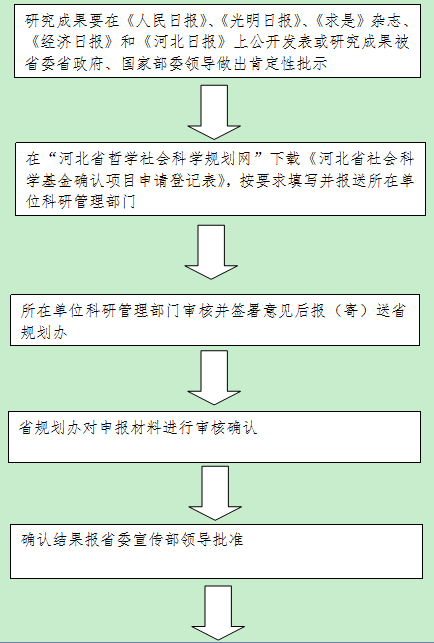 研究成果要在《人民日报》、《光明日报》、《求是》杂志、
《经济日报》和《河北日报》上公开发表或研究成果被
省委省政府、国家部委领导做出肯定性批示
在“河北省哲学社会科学规划网”下载《河北省社会科
学基金确认项目申请登记表》，按要求填写并报送所在单
位科研管理部门
所在单位科研管理部门审核并签署意见后报（寄）送省
规划办
省规划办对申报材料进行审核确认
确认结果报省委宣传部领导批准